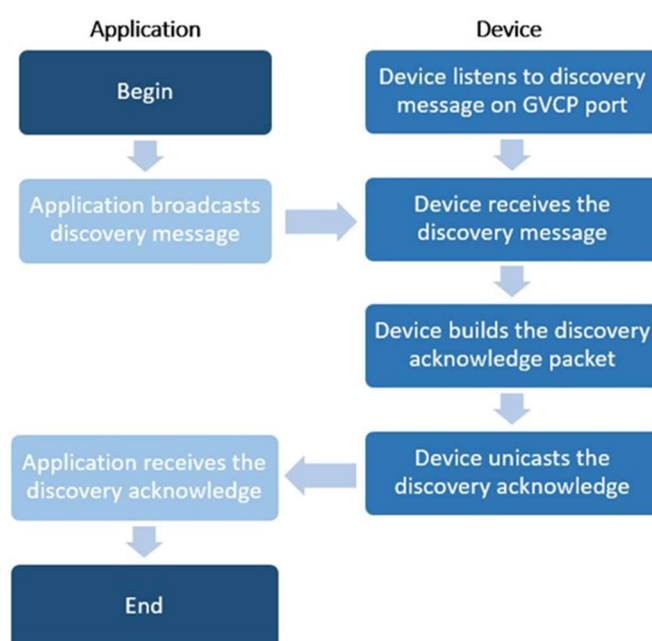 Application
Device
Begin
Device listens to discovery
message on GVCP port
Application broadcasts
discovery message
Device receives the
discovery message
Device builds the discovery
acknowledge packet
Application receives the
discovery acknowledge
Device unicasts the
discovery acknowledge
End